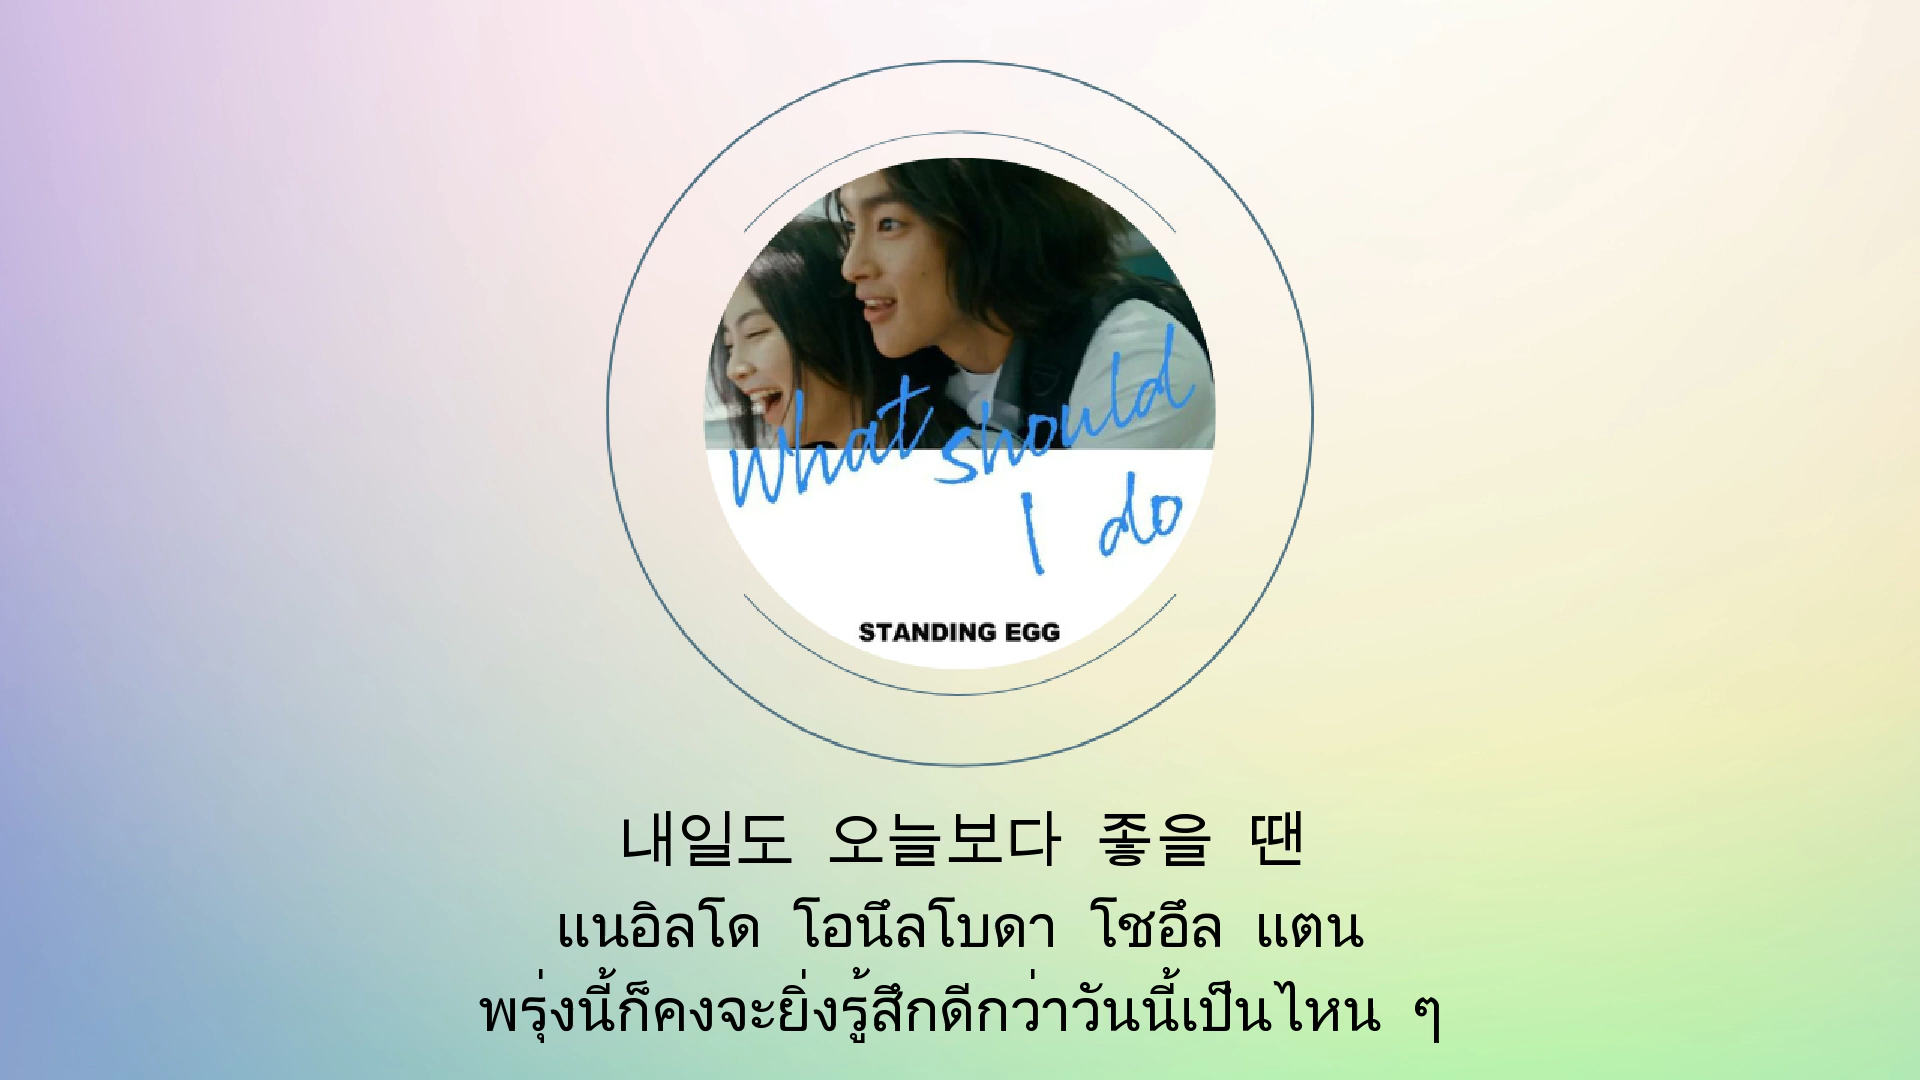 What should
I do
STANDING EGG
내일도 오늘보다 좋을 땐
แนอิลโด โอนึลโบดา โชอึล แตน
พรุ่งนี้ก็คงจะยิ่งรู้สึกดีกว่าวันนี้เป็นไหน ๆ